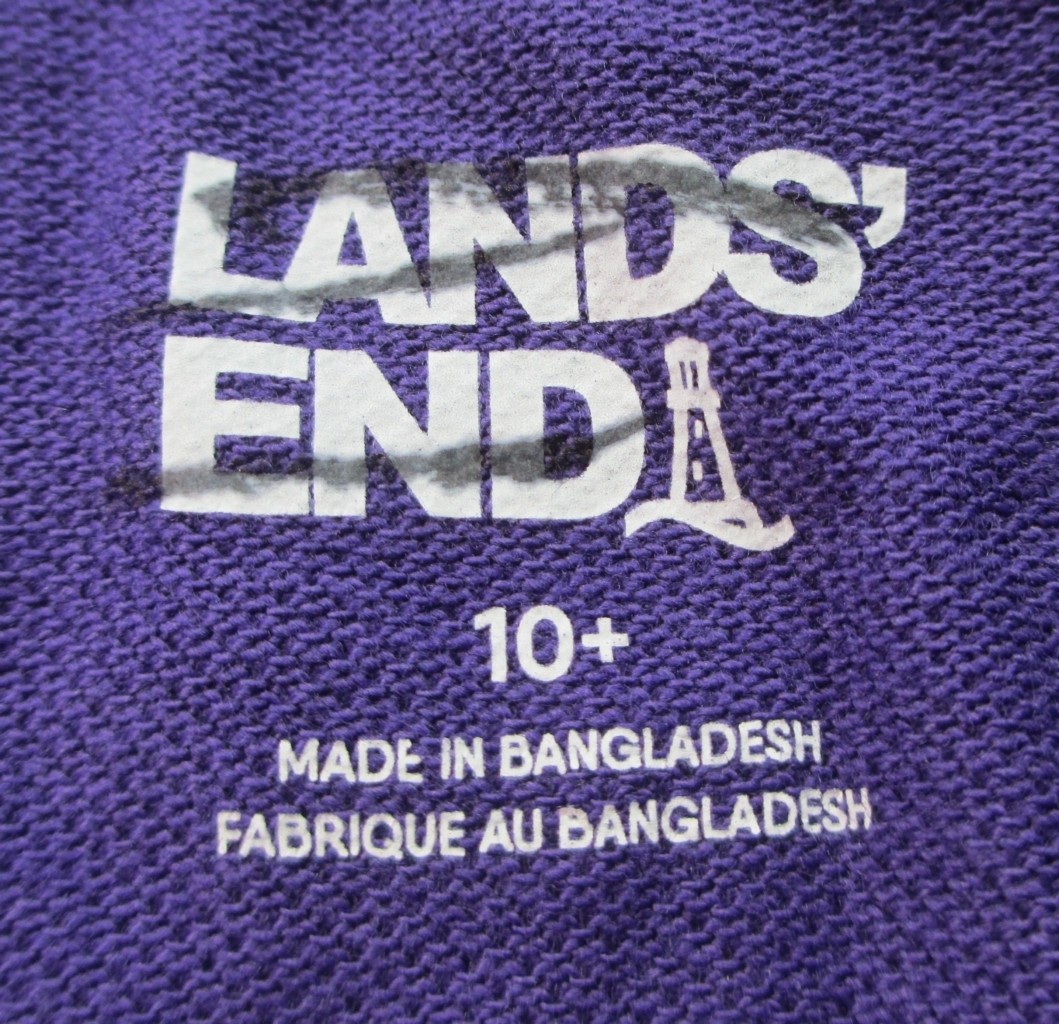 LANDS'
END
10+
MADE IN BANGLADESH
FABRIQUE AU BANGLADESH